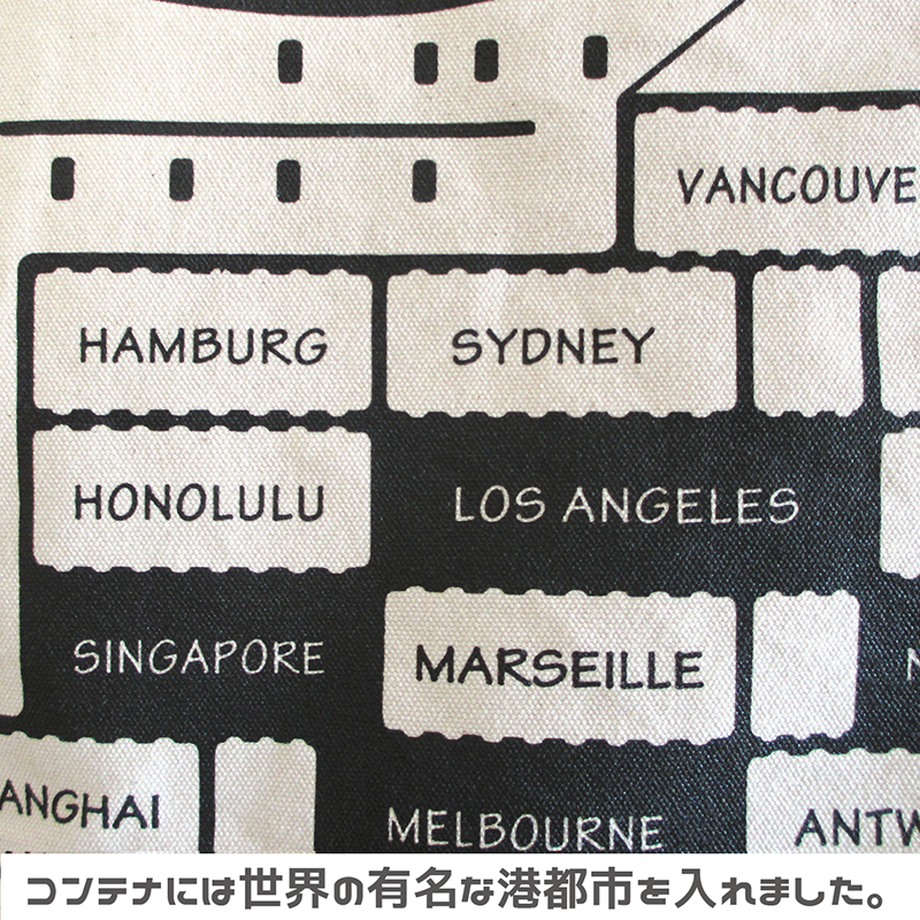 VANCOUVE
HAMBURG
SYDNEY
HONOLULU
LOS ANGELES
SINGAPORE
MARSEILLE
N
ANGHAI
MELBOURNE
ANTW
コンテナには世界の有名な港都市を入れました。